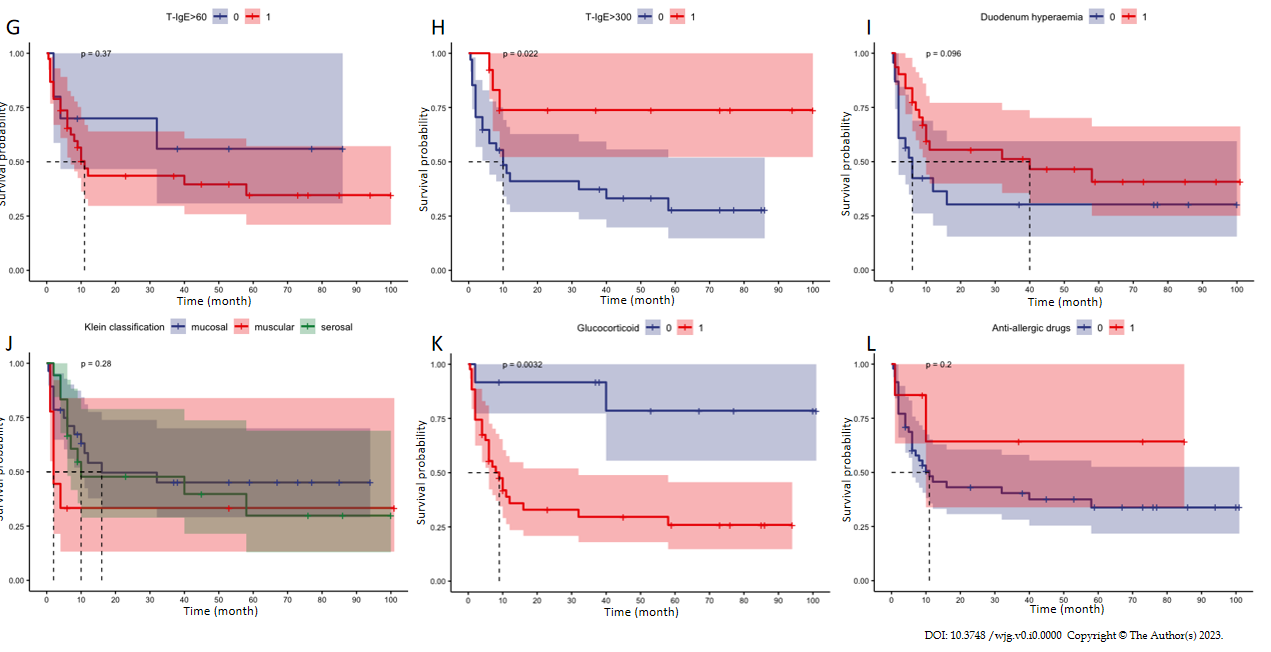 G
T-IgE>60 0 1
p = 0.37
Survival probability
1.00
0.75
0.50
0.25
0.00
0 10 20 30 40 50 60 70 80 90 100
Time (month)
H
T-IgE>300 0 1
p = 0.022
Survival probability
1.00
0.75
0.50
0.25
0.00
0 10 20 30 40 50 60 70 80 90 100
Time (month)
I
Duodenum hyperaemia 0 1
p = 0.096
Survival probability
1.00
0.75
0.50
0.25
0.00
0 10 20 30 40 50 60 70 80 90 100
Time (month)
J
Klein classification mucosal muscular serosal
p = 0.28
Survival probability
1.00
0.75
0.50
0.25
0.00
0 10 20 30 40 50 60 70 80 90 100
Time (month)
K
Glucocorticoid 0 1
p = 0.0032
Survival probability
1.00
0.75
0.50
0.25
0.00
0 10 20 30 40 50 60 70 80 90 100
Time (month)
L
Anti-allergic drugs 0 1
p = 0.2
Survival probability
1.00
0.75
0.50
0.25
0.00
0 10 20 30 40 50 60 70 80 90 100
Time (month)
DOI: 10.3748 /wjg.v0.i0.0000 Copyright © The Author(s) 2023.